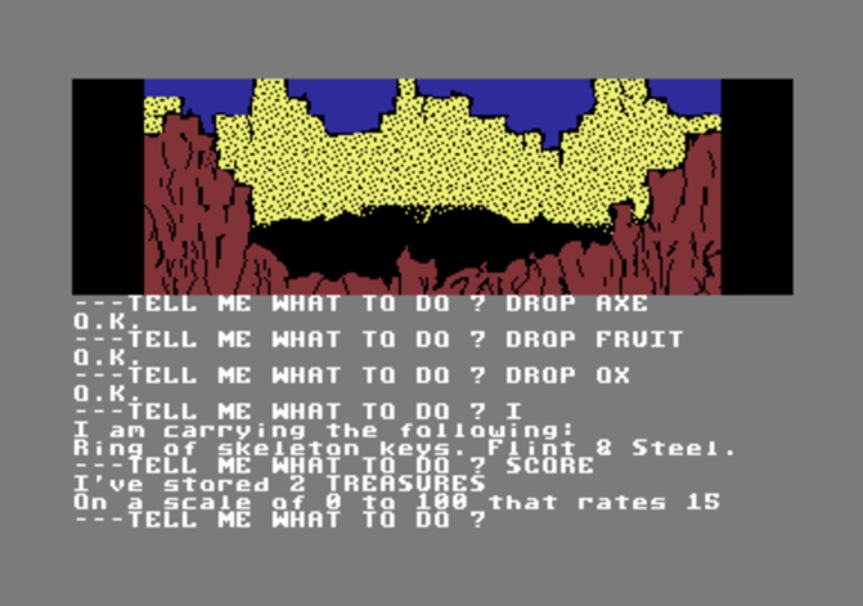 ---TELL ME WHAT TO DO ? DROP AXE
O.K.
---TELL ME WHAT TO DO ? DROP FRUIT
O.K.
---TELL ME WHAT TO DO ? DROP OX
O.K.
---TELL ME WHAT TO DO ? I
I am carrying the following:
Ring of skeleton keys. Flint & Steel.
---TELL ME WHAT TO DO ? SCORE
I've stored 2 TREASURES
On a scale of 0 to 100 that rates 15
---TELL ME WHAT TO DO ?